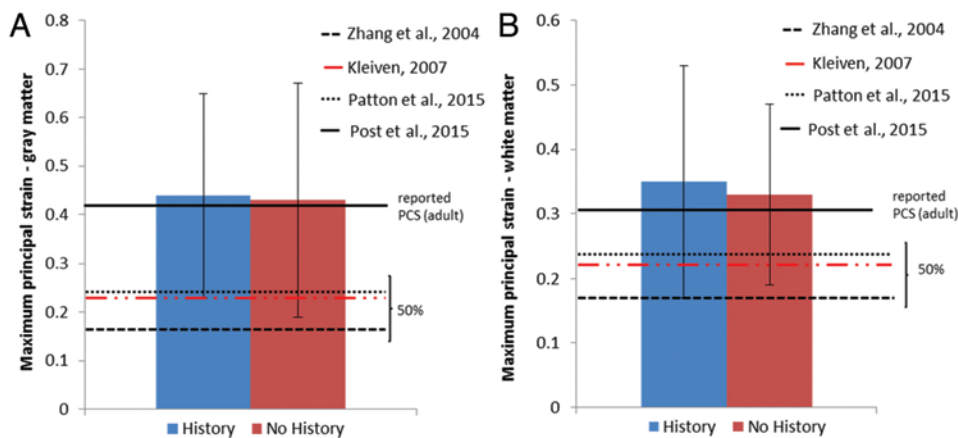 A
Maximum principal strain - gray matter
0.8
0.7
0.6
0.5
0.4
0.3
0.2
0.1
0
Zhang et al., 2004
Kleiven, 2007
Patton et al., 2015
Post et al., 2015
reported
PCS (adult)
50%
History
No History
B
Maximum principal strain - white matter
0.6
0.5
0.4
0.3
0.2
0.1
0
Zhang et al., 2004
Kleiven, 2007
Patton et al., 2015
Post et al., 2015
reported
PCS (adult)
50%
History
No History